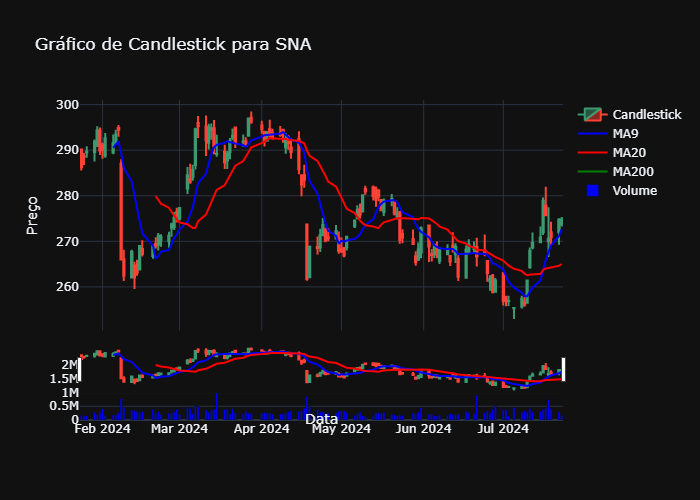 Gráfico de Candlestick para SNA
300
290
280
270
260
Preço
Candlestick
MA9
MA20
MA200
Volume
2M
1.5M
1M
0.5M
0
Feb 2024
Mar 2024
Apr 2024
May 2024
Jun 2024
Jul 2024
Data